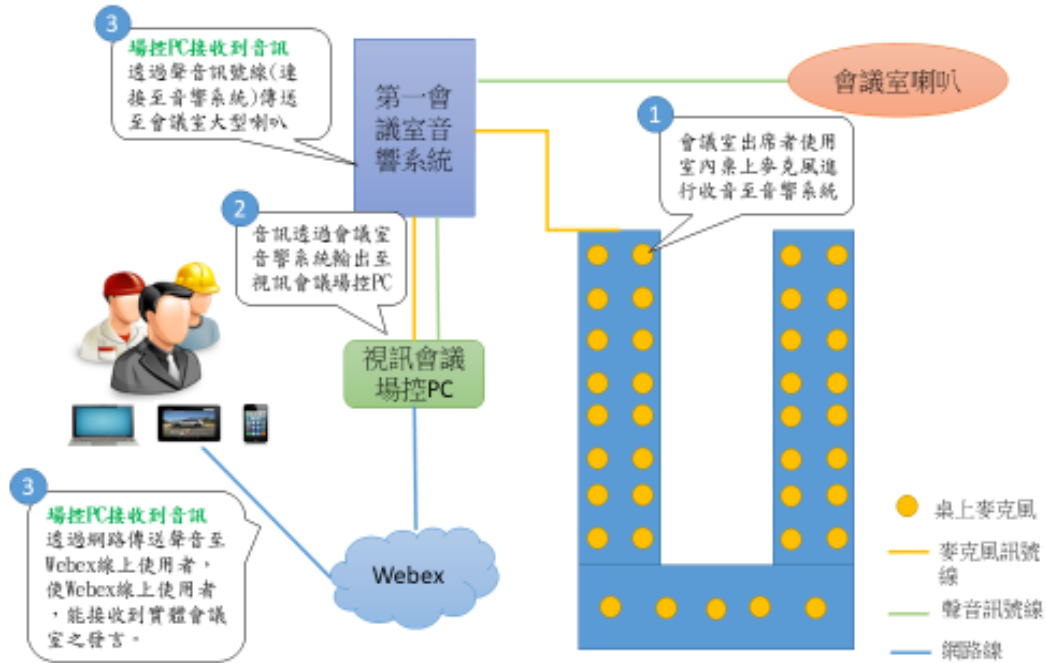 3
場控PC接收到音訊
透過聲音訊號線(連
接至音響系統)傳送
至會議室大型喇叭
第一會
議室音
響系統
會議室喇叭
1
會議室出席者使用
室內桌上麥克風進
行收音至音響系統
2
音訊透過會議室
音響系統輸出至
視訊會議場控PC
視訊會議
場控PC
3
場控PC接收到音訊
透過網路傳送聲音至
Webex線上使用者，
使Webex線上使用者
，能接收到實體會議
室之發言。
Webex
桌上麥克風
麥克風訊號
線
聲音訊號線
網路線